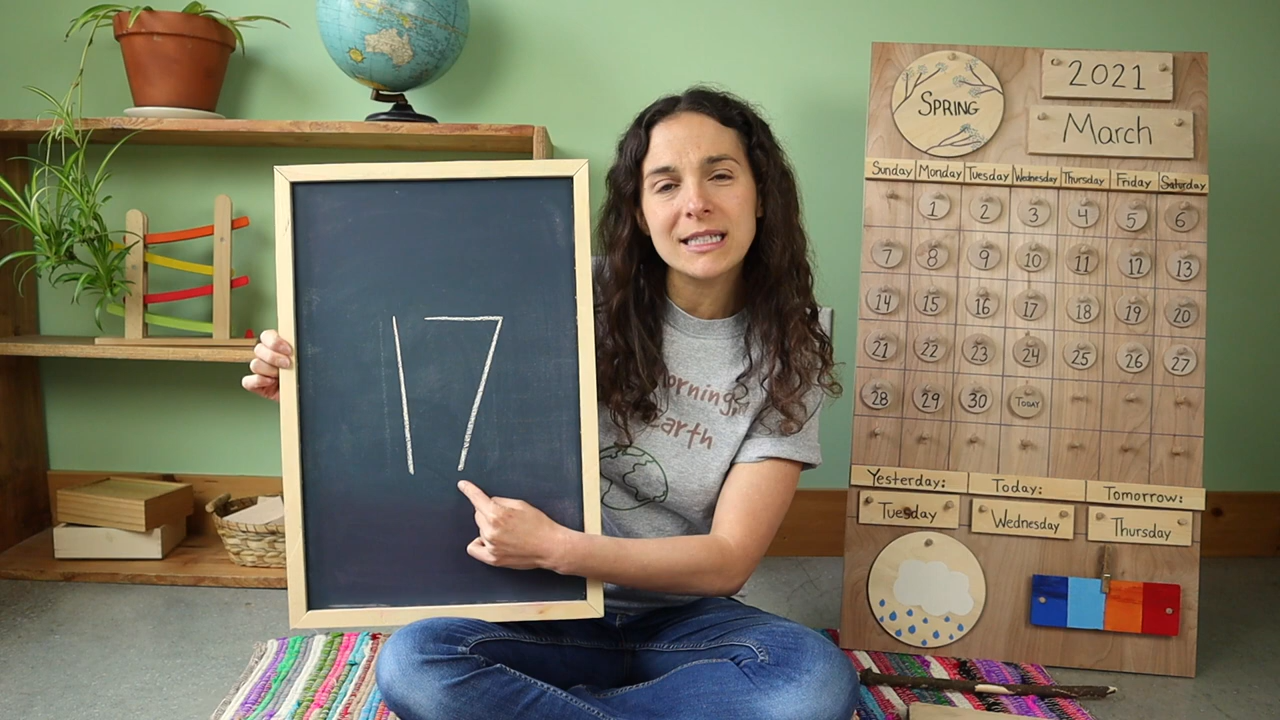 17
Morning
Earth
SPRING
2021
March
Sunday Monday Tuesday Wednesday Thursday Friday Saturday
1 2 3 4 5 6
7 8 9 10 11 12 13
14 15 16 17 18 19 20
21 22 23 24 25 26 27
28 29 30 TODAY
Yesterday: Today: Tomorrow:
Tuesday Wednesday Thursday